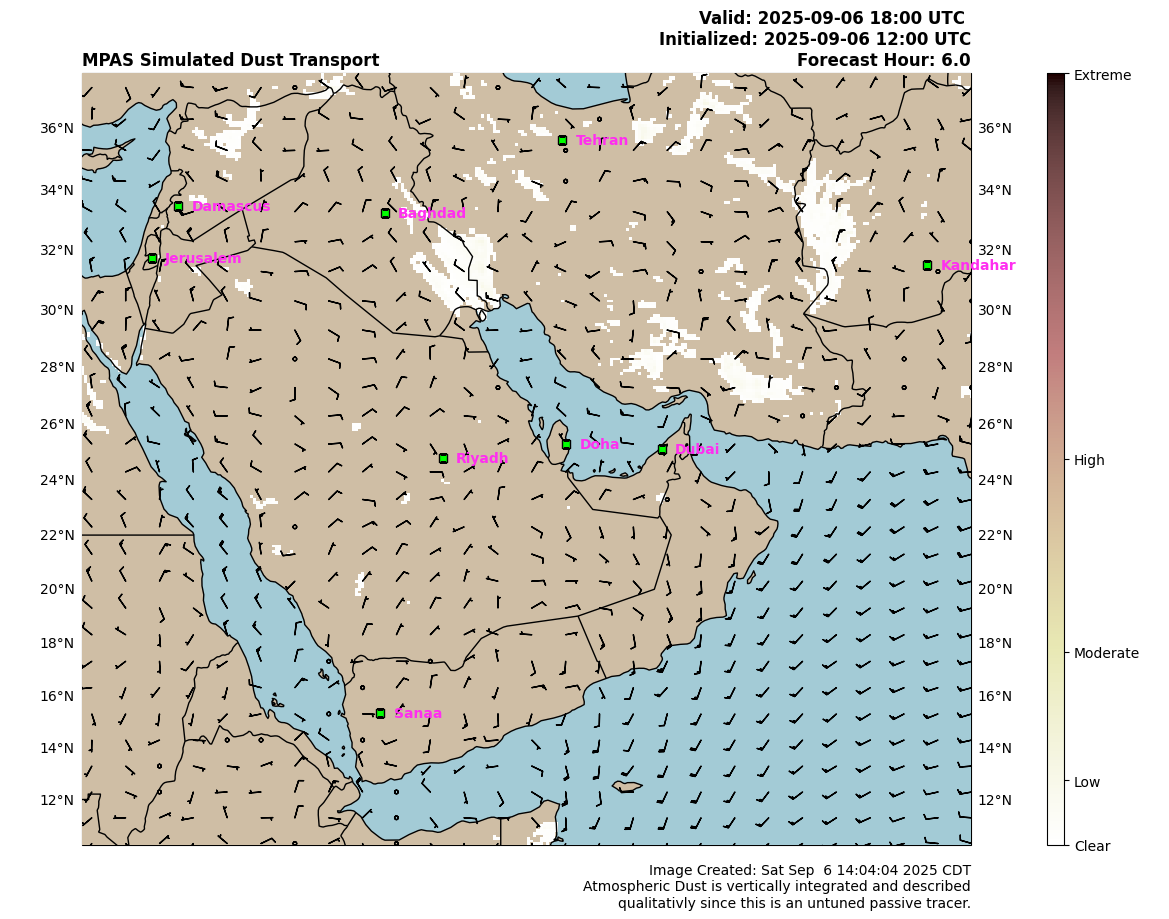 Valid: 2025-09-06 18:00 UTC
Initialized: 2025-09-06 12:00 UTC
MPAS Simulated Dust Transport Forecast Hour: 6.0
Extreme
36°N 36°N
Tehran
34°N 34°N
Damascus
Baghdad
32°N 32°N
Jerusalem
Kandahar
30°N 30°N
28°N 28°N
26°N 26°N
Doha
Dubai
Riyadh
High
24°N 24°N
22°N 22°N
20°N 20°N
18°N 18°N
Moderate
16°N 16°N
Sanaa
14°N 14°N
Low
12°N 12°N
Clear
Image Created: Sat Sep  6 14:04:04 2025 CDT
Atmospheric Dust is vertically integrated and described
qualitativly since this is an untuned passive tracer.